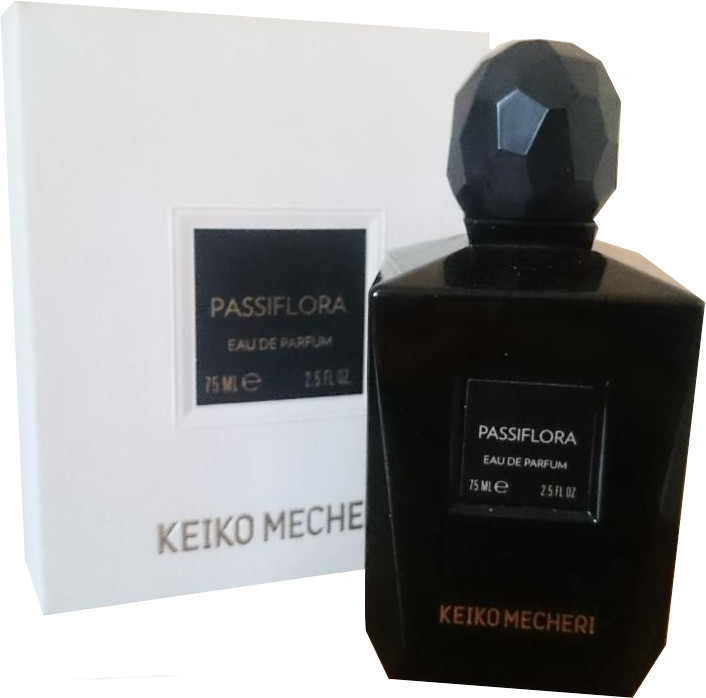 PASSIFLORA
EAU DE PARFUM
75 ML ℮ 2.5 FL OZ
KEIKO MECHE
PASSIFLORA
EAU DE PARFUM
75 ML ℮ 2.5 FL OZ
KEIKO MECHERI